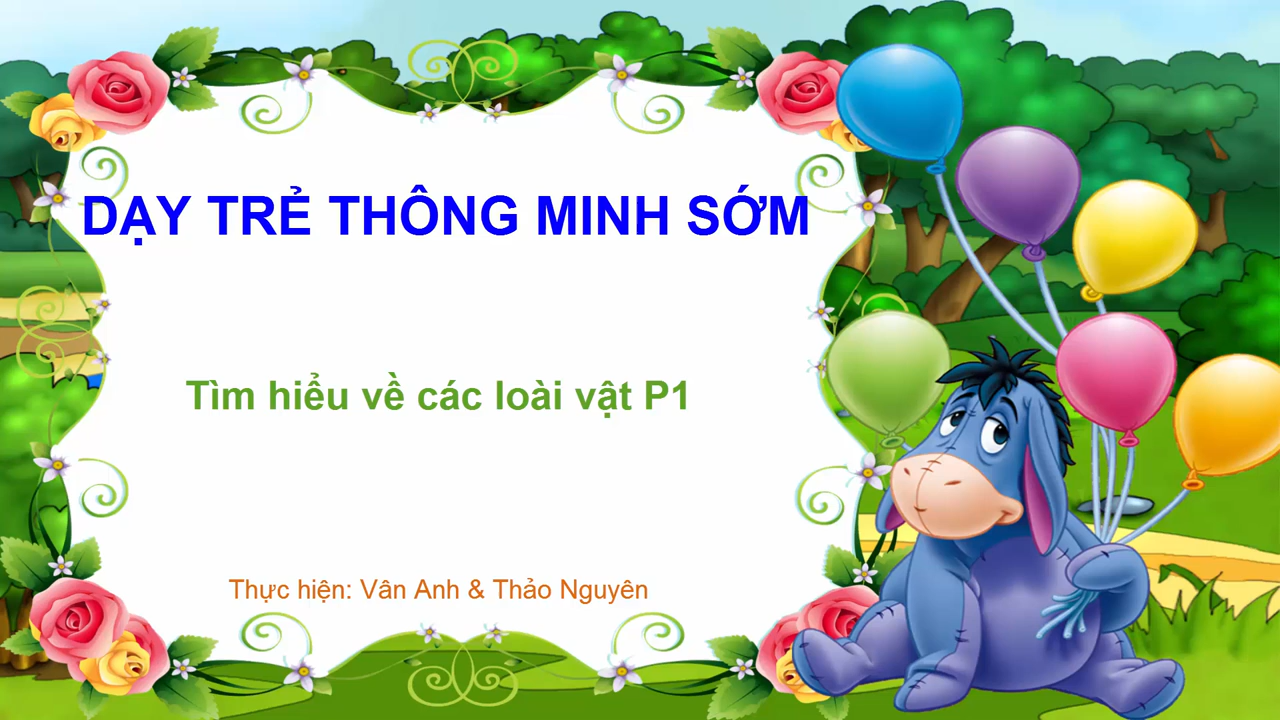 DẠY TRẺ THÔNG MINH SỚM
Tìm hiểu về các loài vật P1
Thực hiện: Vân Anh & Thảo Nguyên